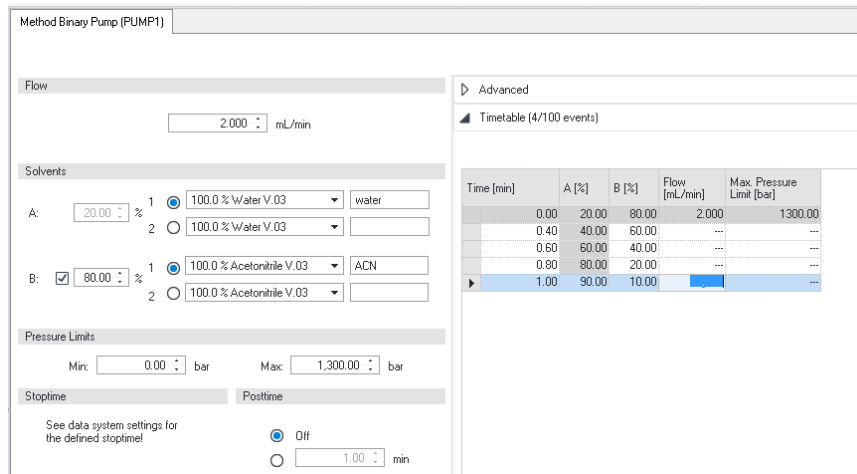 Method Binary Pump (PUMP1)
Flow
2.000 mL/min
Solvents
A: 20.00 % 1 100.0 % Water V.03 water
2 100.0 % Water V.03
B: 80.00 % 1 100.0 % Acetonitrile V.03 ACN
2 100.0 % Acetonitrile V.03
Pressure Limits
Min: 0.00 bar Max: 1,300.00 bar
Stoptime Posttime
See data system settings for
the defined stoptime!
Off
1.00 min
Advanced
Timetable (4/100 events)
Time [min] A [%] B [%] Flow [mL/min] Max. Pressure Limit [bar]
0.00 20.00 80.00 2.000 1300.00
0.40 40.00 60.00 --- ---
0.60 60.00 40.00 --- ---
0.80 80.00 20.00 --- ---
1.00 90.00 10.00 ---